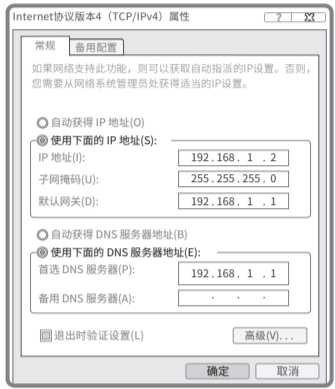 Internet协议版本4（TCP/IPv4）属性
常规 备用配置
如果网络支持此功能，则可以获取自动指派的IP设置。否则，
您需要从网络系统管理员处获得适当的IP设置。
自动获得 IP 地址(O)
使用下面的 IP 地址(S):
IP 地址(I): 192.168. 1 . 2
子网掩码(U): 255.255.255. 0
默认网关(D): 192.168. 1 . 1
自动获得 DNS 服务器地址(B)
使用下面的 DNS 服务器地址(E):
首选 DNS 服务器(P): 192.168. 1 . 1
备用 DNS 服务器(A): . . .
退出时验证设置(L) 高级(V)...
确定 取消